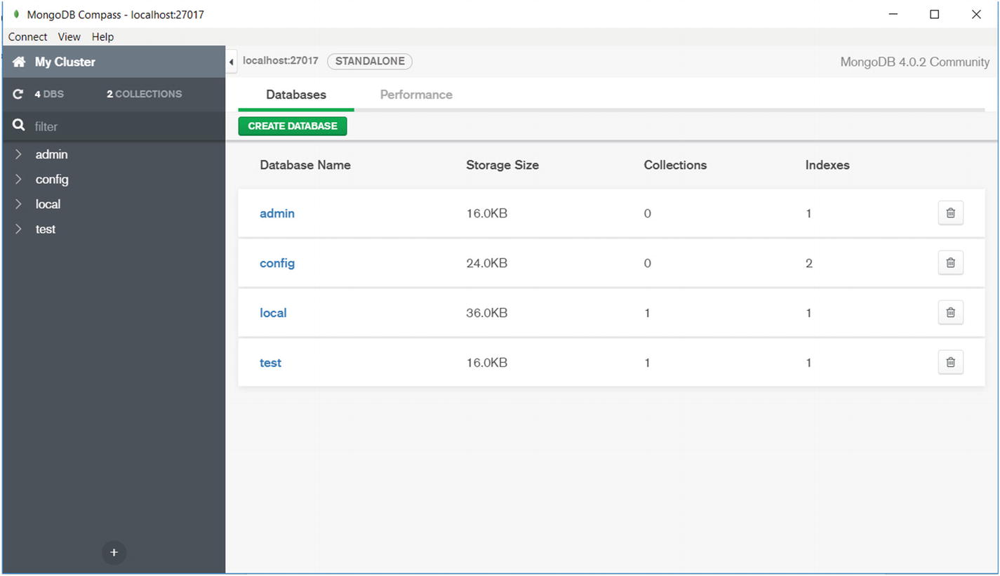 MongoDB Compass - localhost:27017
Connect View Help
My Cluster
4 DBS 2 COLLECTIONS
filter
admin
config
local
test
localhost:27017 STANDALONE MongoDB 4.0.2 Community
Databases Performance
CREATE DATABASE
Database Name Storage Size Collections Indexes
admin 16.0KB 0 1
config 24.0KB 0 2
local 36.0KB 1 1
test 16.0KB 1 1